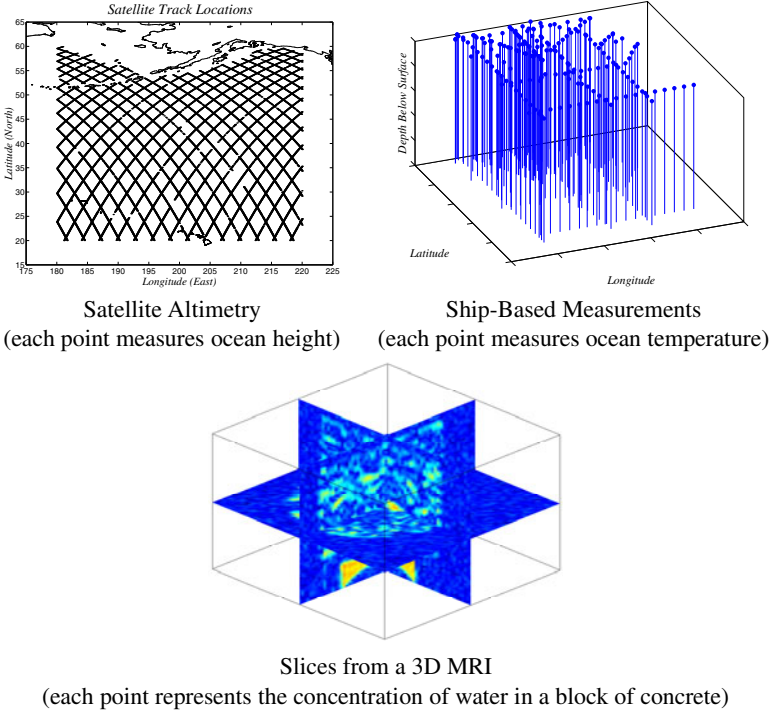 Satellite Track Locations
65
60
55
50
45
40
35
30
25
20
15
Latitude (North)
175 180 185 190 195 200 205 210 215 220 225
Longitude (East)
Depth Below Surface
Latitude
Longitude
Satellite Altimetry
(each point measures ocean height)
Ship-Based Measurements
(each point measures ocean temperature)
Slices from a 3D MRI
(each point represents the concentration of water in a block of concrete)